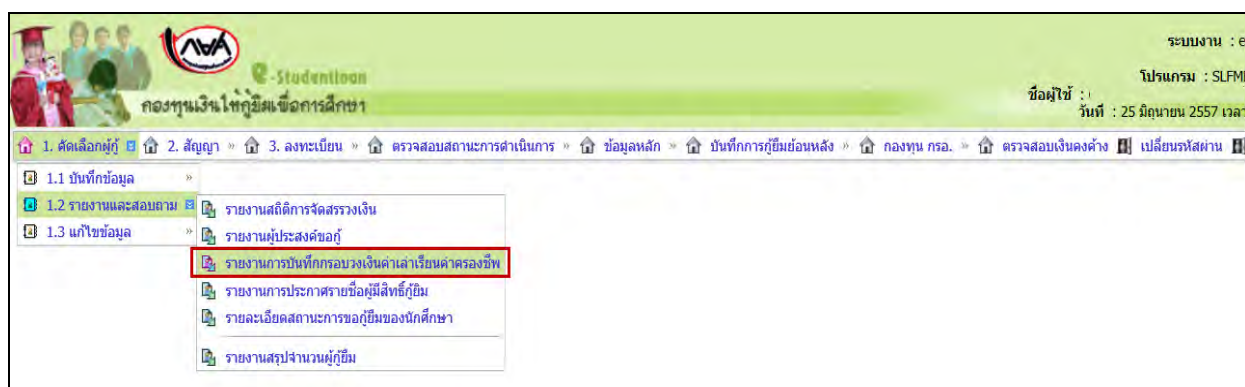 กยศ
ระบบงาน : e
e-Studentloan
โปรแกรม : SLFM
กองทุนเงินให้กู้ยืมเพื่อการศึกษา
ชื่อผู้ใช้ :
วันที่ : 25 มิถุนายน 2557 เวลา
1. คัดเลือกผู้กู้ 2. สัญญา » 3. ลงทะเบียน » ตรวจสอบสถานะการดำเนินการ » ข้อมูลหลัก » บันทึกการกู้ยืมย้อนหลัง » กองทุน กรอ. » ตรวจสอบเงินคงค้าง เปลี่ยนรหัสผ่าน
1.1 บันทึกข้อมูล »
1.2 รายงานและสอบถาม
1.3 แก้ไขข้อมูล »
รายงานสถิติการจัดสรรวงเงิน
รายงานผู้ประสงค์ขอกู้
รายงานการบันทึกกรอบวงเงินค่าเล่าเรียนค่าครองชีพ
รายงานการประกาศรายชื่อผู้มีสิทธิ์กู้ยืม
รายละเอียดสถานะการขอกู้ยืมของนักศึกษา
รายงานสรุปจำนวนผู้กู้ยืม